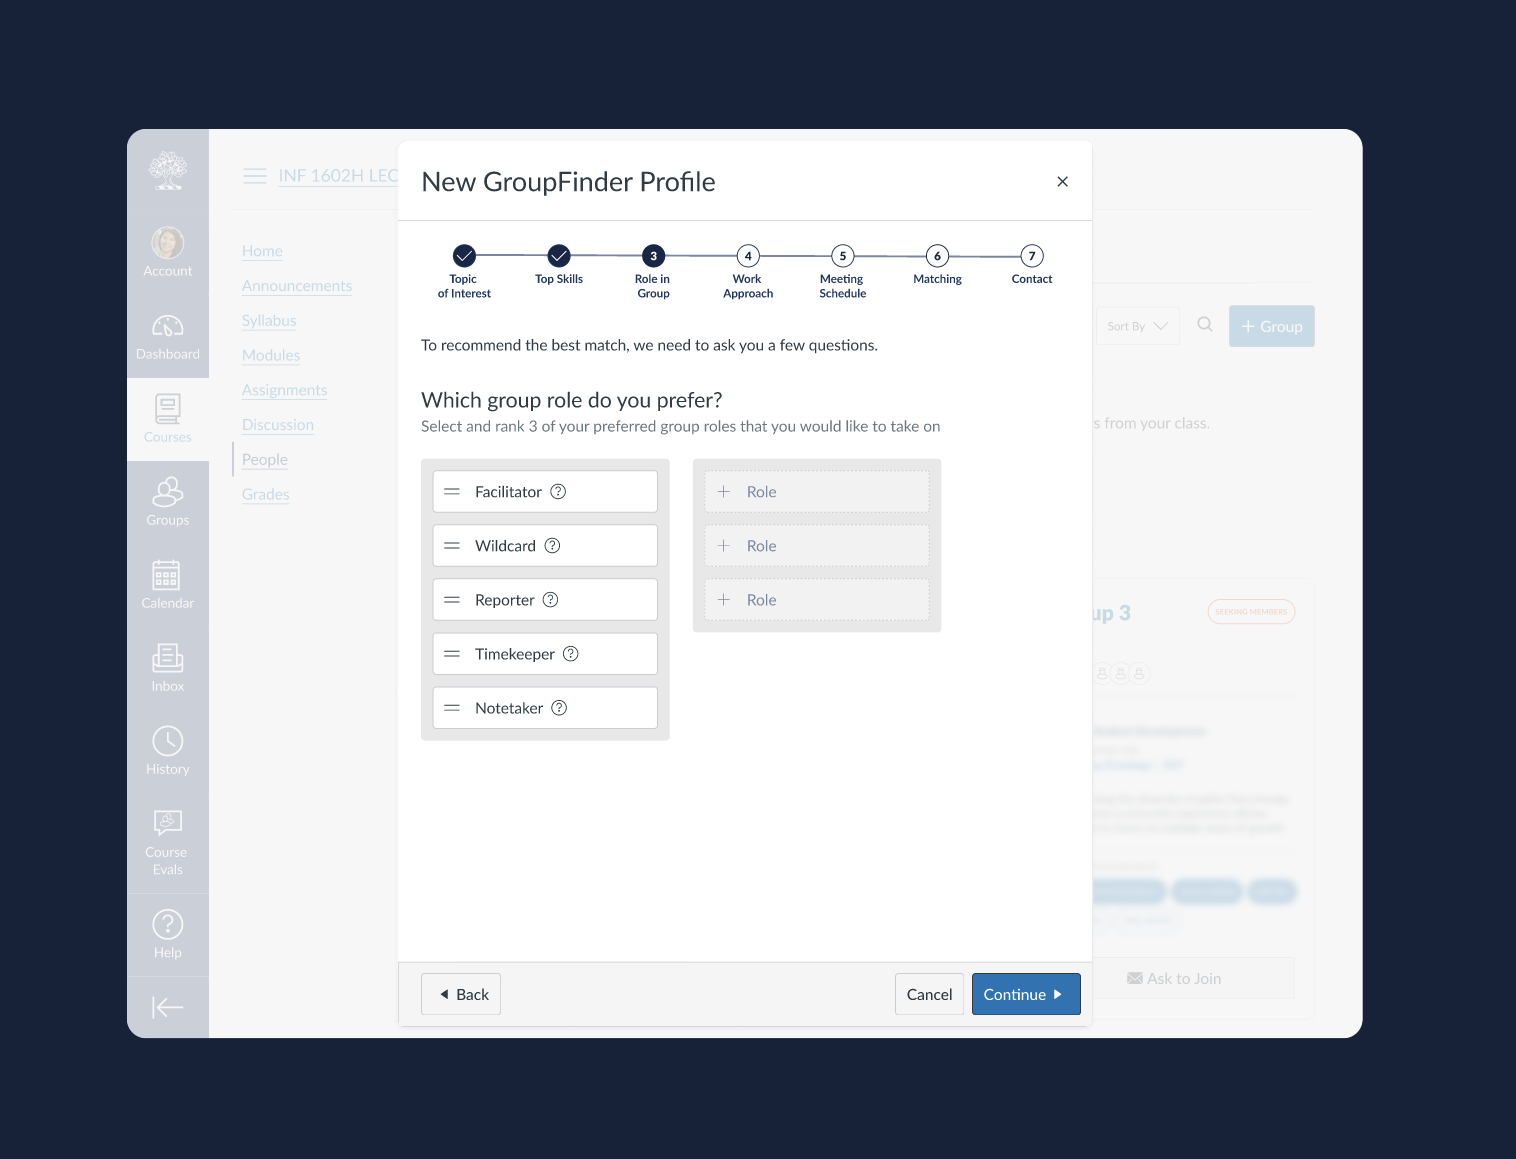 New GroupFinder Profile
INF 1602H LEC
Account
Dashboard
Courses
Groups
Calendar
Inbox
History
Course
Evals
Help
Home
Announcements
Syllabus
Modules
Assignments
Discussion
People
Grades
3
4
5
6
7
Topic
of Interest
Top Skills
Role in
Group
Work
Approach
Meeting
Schedule
Matching
Contact
To recommend the best match, we need to ask you a few questions.
Which group role do you prefer?
Select and rank 3 of your preferred group roles that you would like to take on
Facilitator ?
Wildcard ?
Reporter ?
Timekeeper ?
Notetaker ?
+ Role
+ Role
+ Role
Back
Cancel
Continue
Sort By
+ Group
from your class.
up 3
SEEKING MEMBERS
Ask to Join